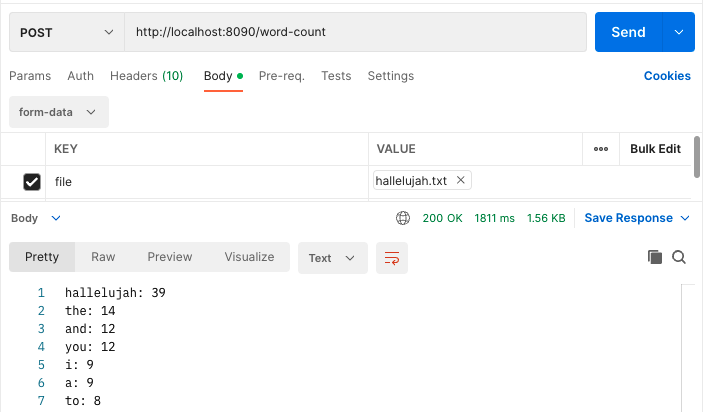 POST http://localhost:8090/word-count Send
Params Auth Headers (10) Body Pre-req. Tests Settings Cookies
form-data
KEY VALUE ••• Bulk Edit
file hallelujah.txt ×
Body 200 OK 1811 ms 1.56 KB Save Response
Pretty Raw Preview Visualize Text
1 hallelujah: 39
2 the: 14
3 and: 12
4 you: 12
5 i: 9
6 a: 9
7 to: 8